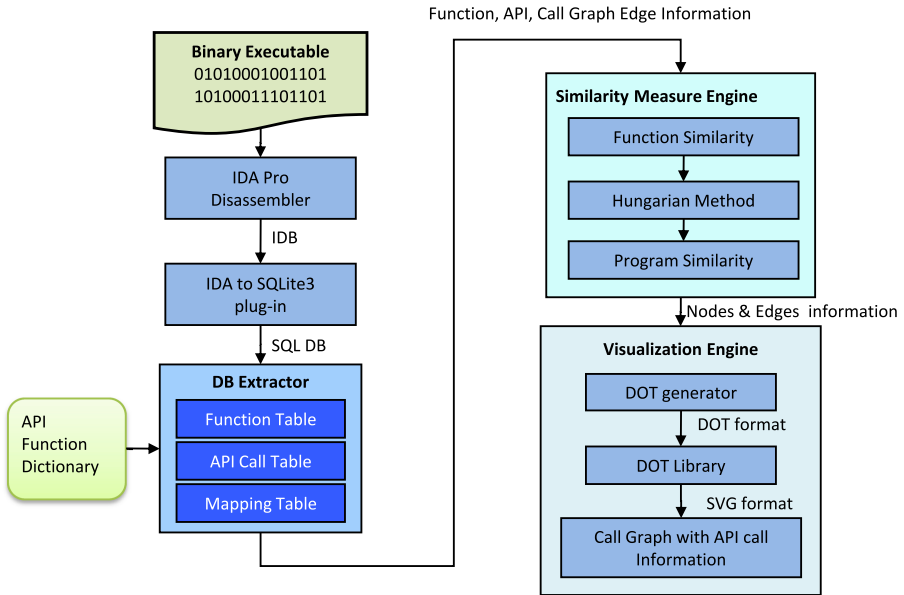 Function, API, Call Graph Edge Information
Binary Executable
01010001001101
10100011101101
IDA Pro
Disassembler
IDB
IDA to SQLite3
plug-in
SQL DB
DB Extractor
Function Table
API Call Table
Mapping Table
API
Function
Dictionary
Similarity Measure Engine
Function Similarity
Hungarian Method
Program Similarity
Nodes & Edges information
Visualization Engine
DOT generator
DOT format
DOT Library
SVG format
Call Graph with API call
Information